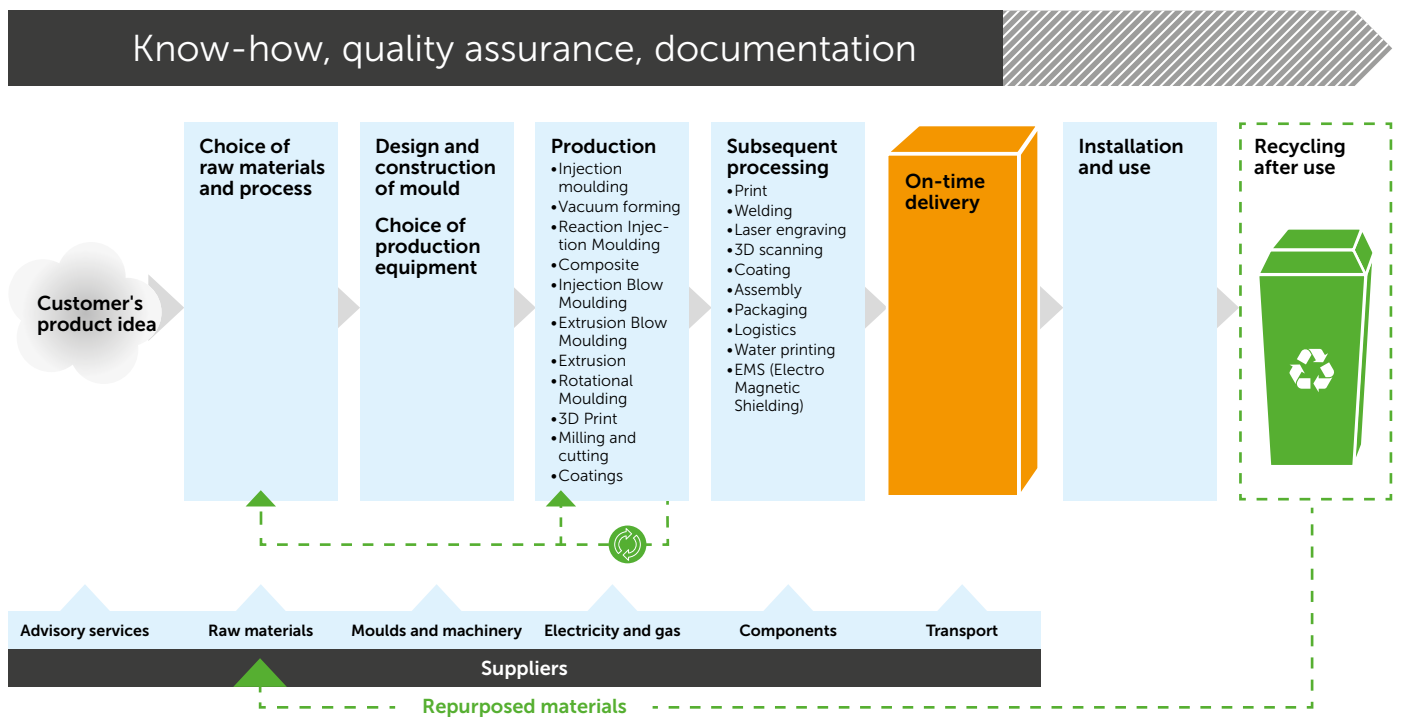 Know-how, quality assurance, documentation
Customer's
product idea
Choice of
raw materials
and process
Design and
construction
of mould
Choice of
production
equipment
Production
•Injection
moulding
•Vacuum forming
•Reaction Injec-
tion Moulding
•Composite
•Injection Blow
Moulding
•Extrusion Blow
Moulding
•Extrusion
•Rotational
Moulding
•3D Print
•Milling and
cutting
•Coatings
Subsequent
processing
•Print
•Welding
•Laser engraving
•3D scanning
•Coating
•Assembly
•Packaging
•Logistics
•Water printing
•EMS (Electro
Magnetic
Shielding)
On-time
delivery
Installation
and use
Recycling
after use
Advisory services
Raw materials
Moulds and machinery
Electricity and gas
Components
Transport
Suppliers
Repurposed materials